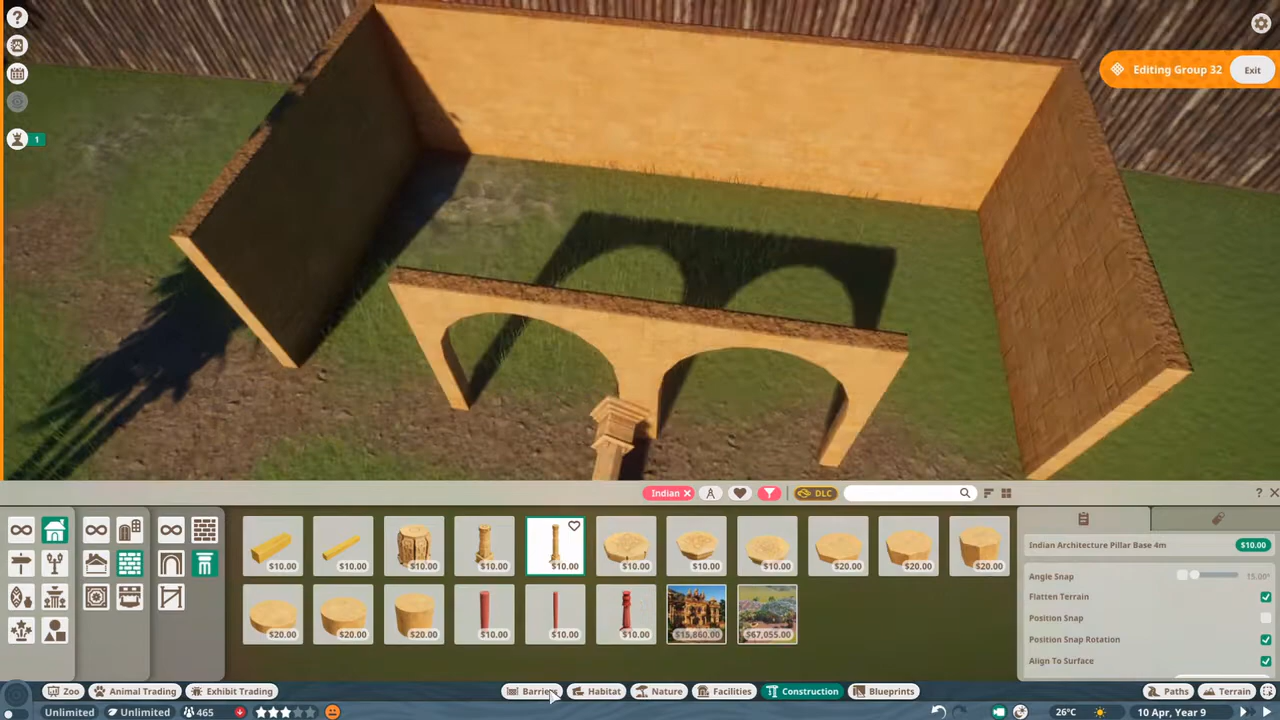 ?
Editing Group 32 Exit
1
Indian × DLC ?
$10.00 $10.00 $10.00 $10.00 $10.00 $10.00 $10.00 $10.00 $20.00 $20.00 $20.00
$20.00 $20.00 $20.00 $10.00 $10.00 $10.00 $15,860.00 $67,055.00
Indian Architecture Pillar Base 4m $10.00
Angle Snap 15.00°
Flatten Terrain
Position Snap
Position Snap Rotation
Align To Surface
Zoo Animal Trading Exhibit Trading Barriers Habitat Nature Facilities Construction Blueprints Paths Terrain
Unlimited Unlimited 465 26°C 10 Apr, Year 9